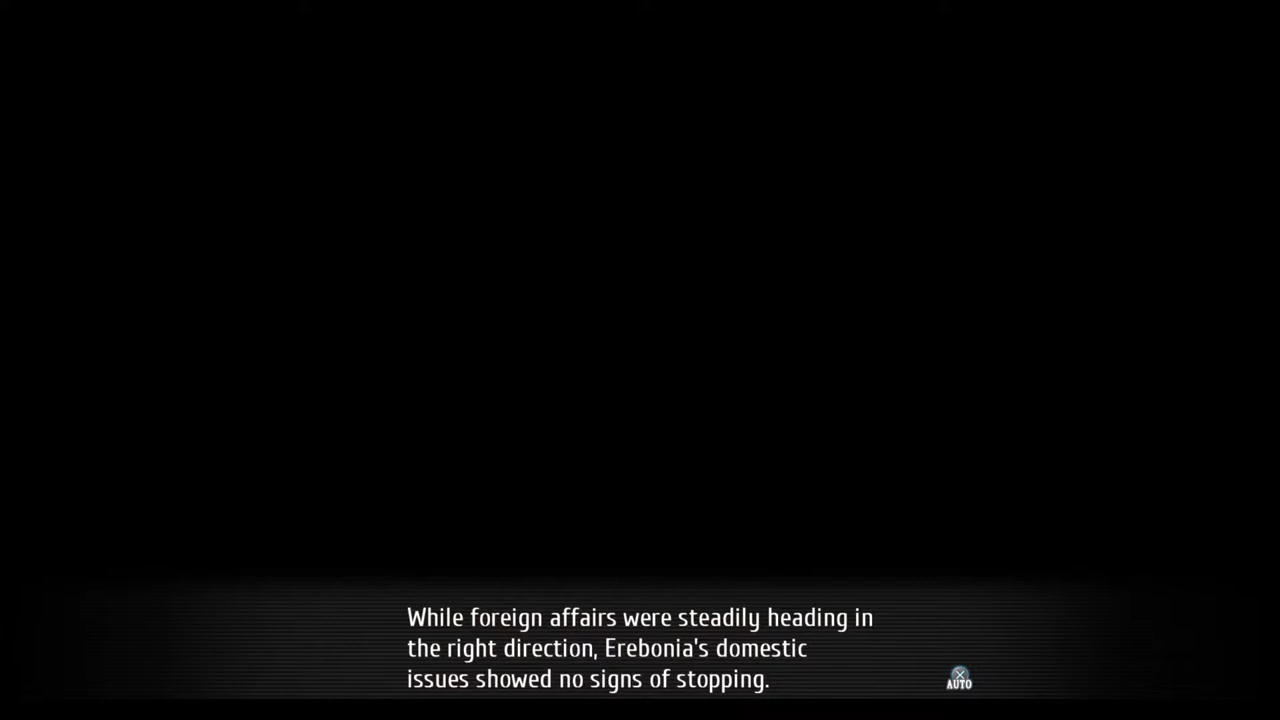 While foreign affairs were steadily heading in
the right direction, Erebonia's domestic
issues showed no signs of stopping.
AUTO